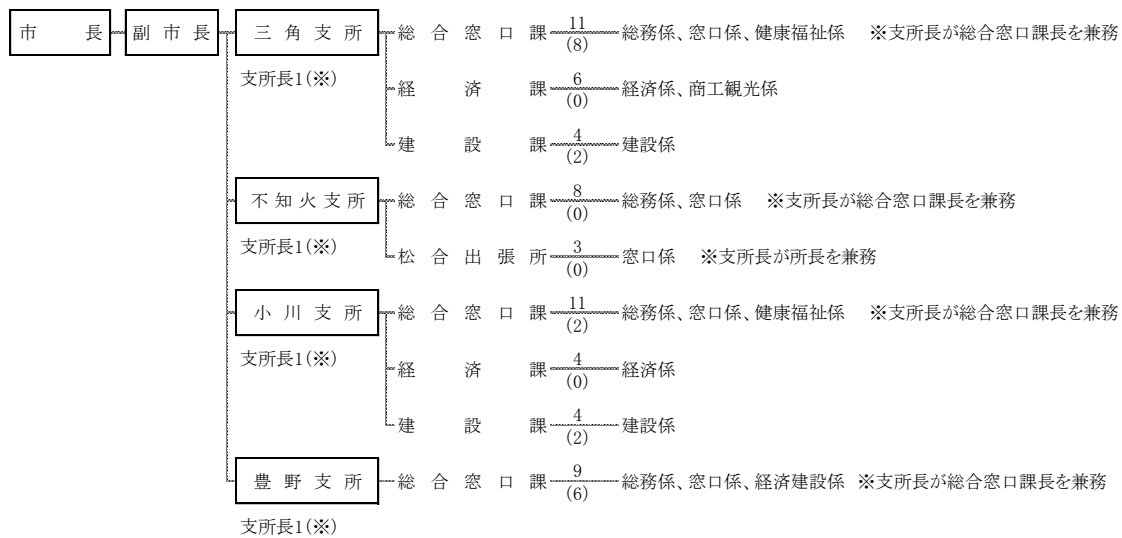 市長 副市長 三角支所 総合窓口課 11 (8) 総務係、窓口係、健康福祉係 ※支所長が総合窓口課長を兼務
支所長1(※) 経済課 6 (0) 経済係、商工観光係
建設課 4 (2) 建設係
不知火支所 総合窓口課 8 (0) 総務係、窓口係 ※支所長が総合窓口課長を兼務
支所長1(※) 松合出張所 3 (0) 窓口係 ※支所長が所長を兼務
小川支所 総合窓口課 11 (2) 総務係、窓口係、健康福祉係 ※支所長が総合窓口課長を兼務
支所長1(※) 経済課 4 (0) 経済係
建設課 4 (2) 建設係
豊野支所 総合窓口課 9 (6) 総務係、窓口係、経済建設係 ※支所長が総合窓口課長を兼務
支所長1(※)